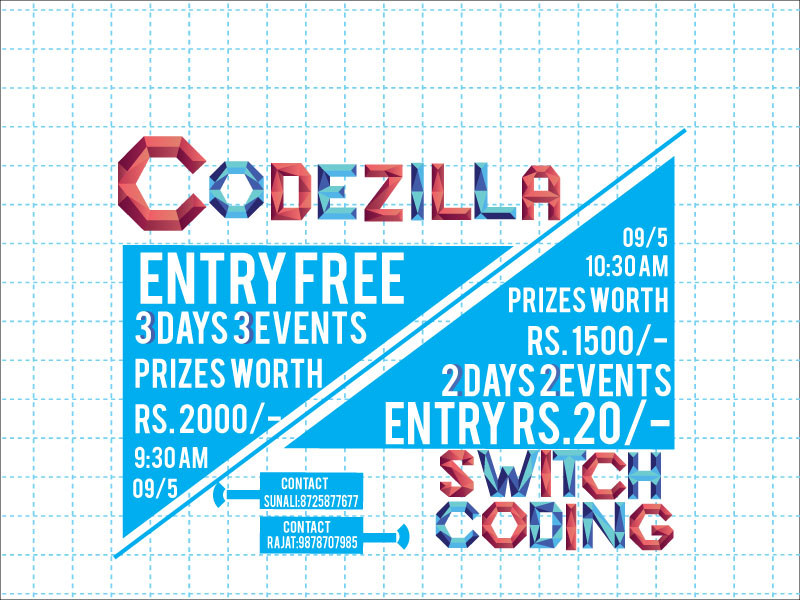 CODEZILLA
ENTRY FREE
3 DAYS 3 EVENTS
PRIZES WORTH
RS. 2000/-
9:30 AM
09/5
09/5
10:30 AM
PRIZES WORTH
RS. 1500/-
2 DAYS 2 EVENTS
ENTRY RS.20/-
SWITCH
CODING
CONTACT
SUNALI:8725877677
CONTACT
RAJAT:9878707985